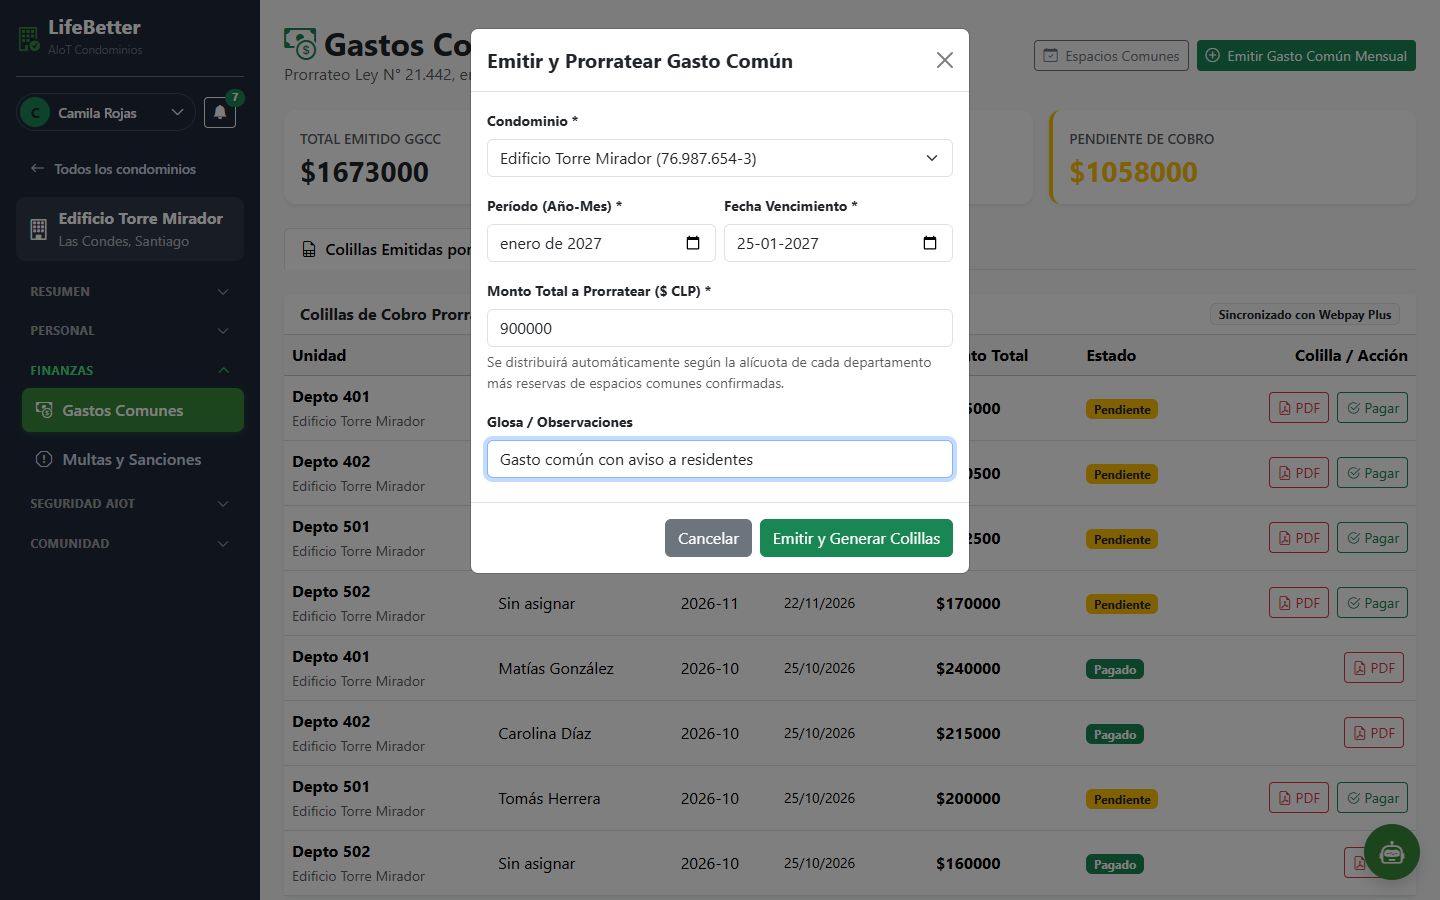 LifeBetter
AIoT Condominios
C
Camila Rojas
7
Todos los condominios
Edificio Torre Mirador
Las Condes, Santiago
RESUMEN
PERSONAL
FINANZAS
Gastos Comunes
Multas y Sanciones
SEGURIDAD AIOT
COMUNIDAD
Gastos Co
Prorrateo Ley N° 21.442, e
Espacios Comunes
Emitir Gasto Común Mensual
TOTAL EMITIDO GGCC
$1673000
PENDIENTE DE COBRO
$1058000
Colillas Emitidas por
Colillas de Cobro Prorr
Sincronizado con Webpay Plus
Unidad
to Total
Estado
Colilla / Acción
Depto 401
Edificio Torre Mirador
5000
Pendiente
PDF
Pagar
Depto 402
Edificio Torre Mirador
0500
Pendiente
PDF
Pagar
Depto 501
Edificio Torre Mirador
2500
Pendiente
PDF
Pagar
Depto 502
Edificio Torre Mirador
Sin asignar
2026-11
22/11/2026
$170000
Pendiente
PDF
Pagar
Depto 401
Edificio Torre Mirador
Matías González
2026-10
25/10/2026
$240000
Pagado
PDF
Depto 402
Edificio Torre Mirador
Carolina Díaz
2026-10
25/10/2026
$215000
Pagado
PDF
Depto 501
Edificio Torre Mirador
Tomás Herrera
2026-10
25/10/2026
$200000
Pendiente
PDF
Pagar
Depto 502
Edificio Torre Mirador
Sin asignar
2026-10
25/10/2026
$160000
Pagado
Emitir y Prorratear Gasto Común
Condominio *
Edificio Torre Mirador (76.987.654-3)
Período (Año-Mes) *
enero de 2027
Fecha Vencimiento *
25-01-2027
Monto Total a Prorratear ($ CLP) *
900000
Se distribuirá automáticamente según la alícuota de cada departamento
más reservas de espacios comunes confirmadas.
Glosa / Observaciones
Gasto común con aviso a residentes
Cancelar
Emitir y Generar Colillas